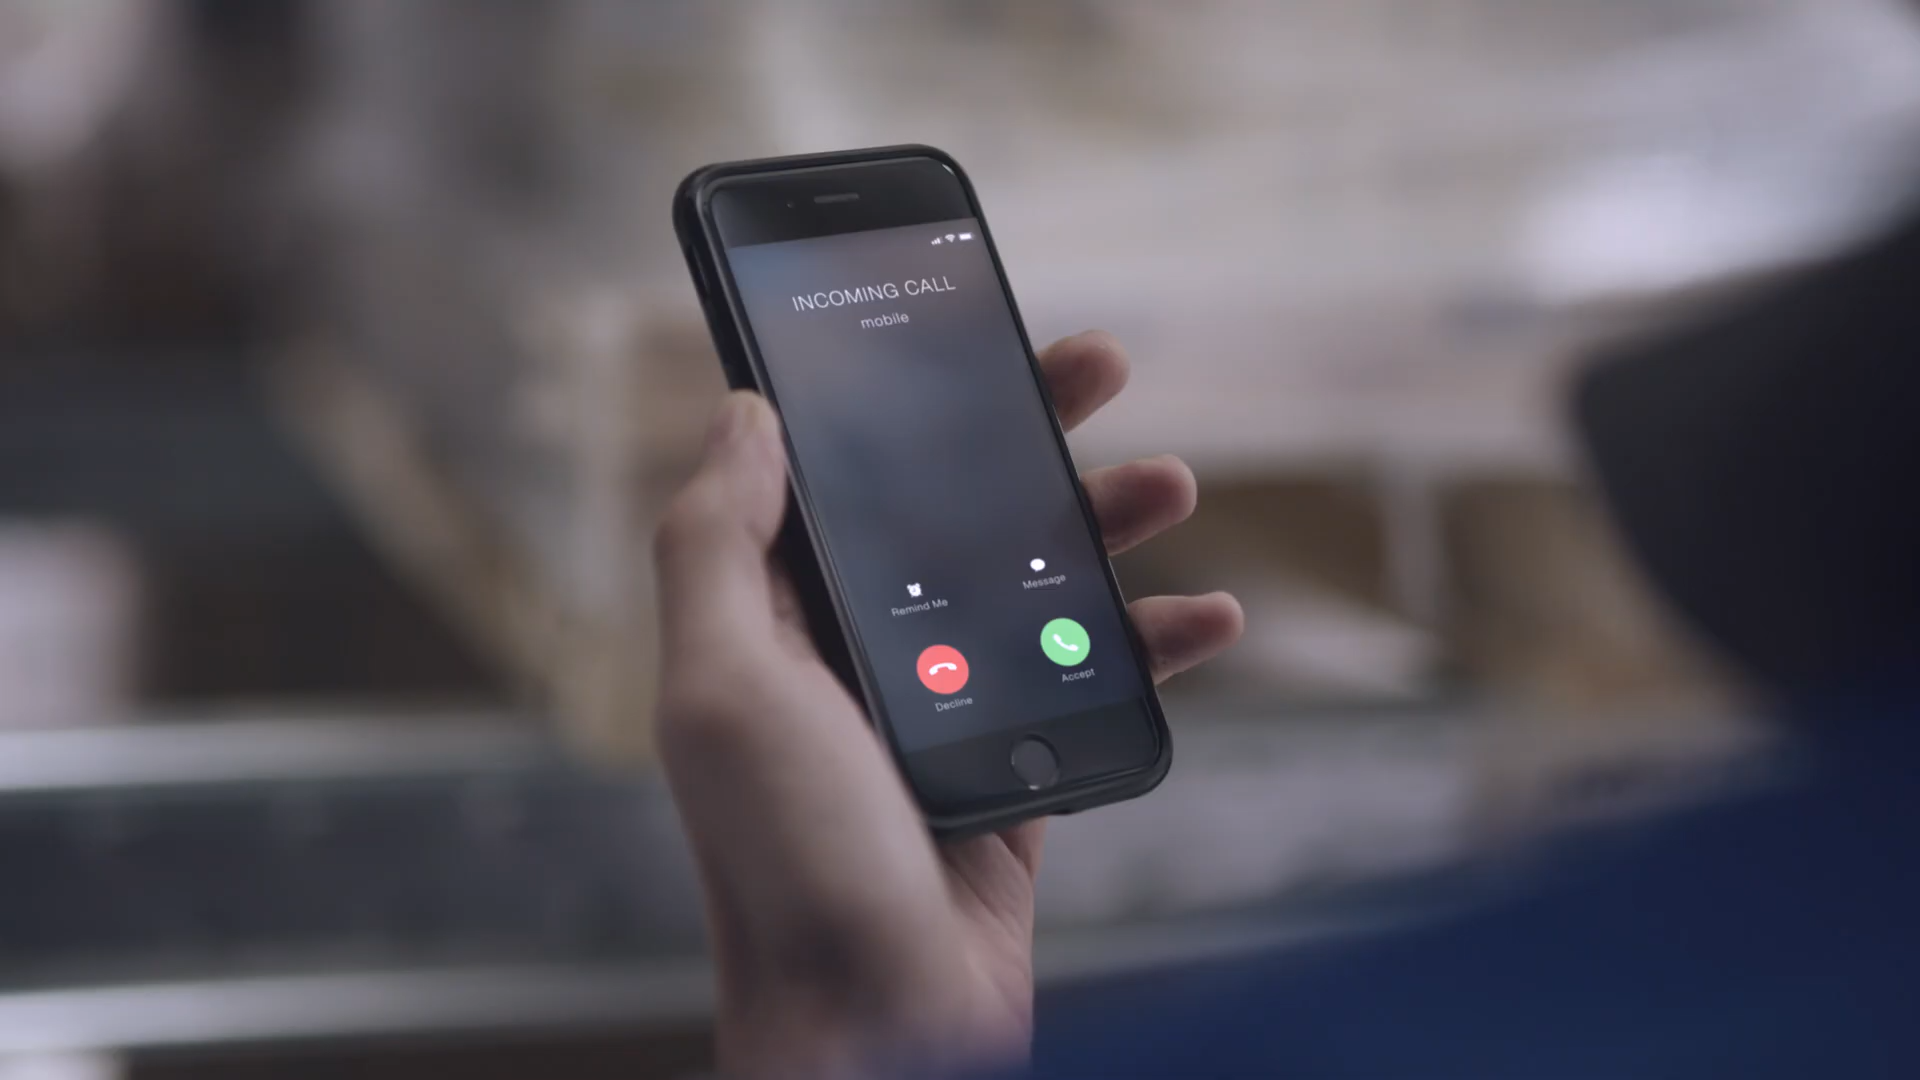 INCOMING CALL
mobile
Remind Me
Message
Decline
Accept